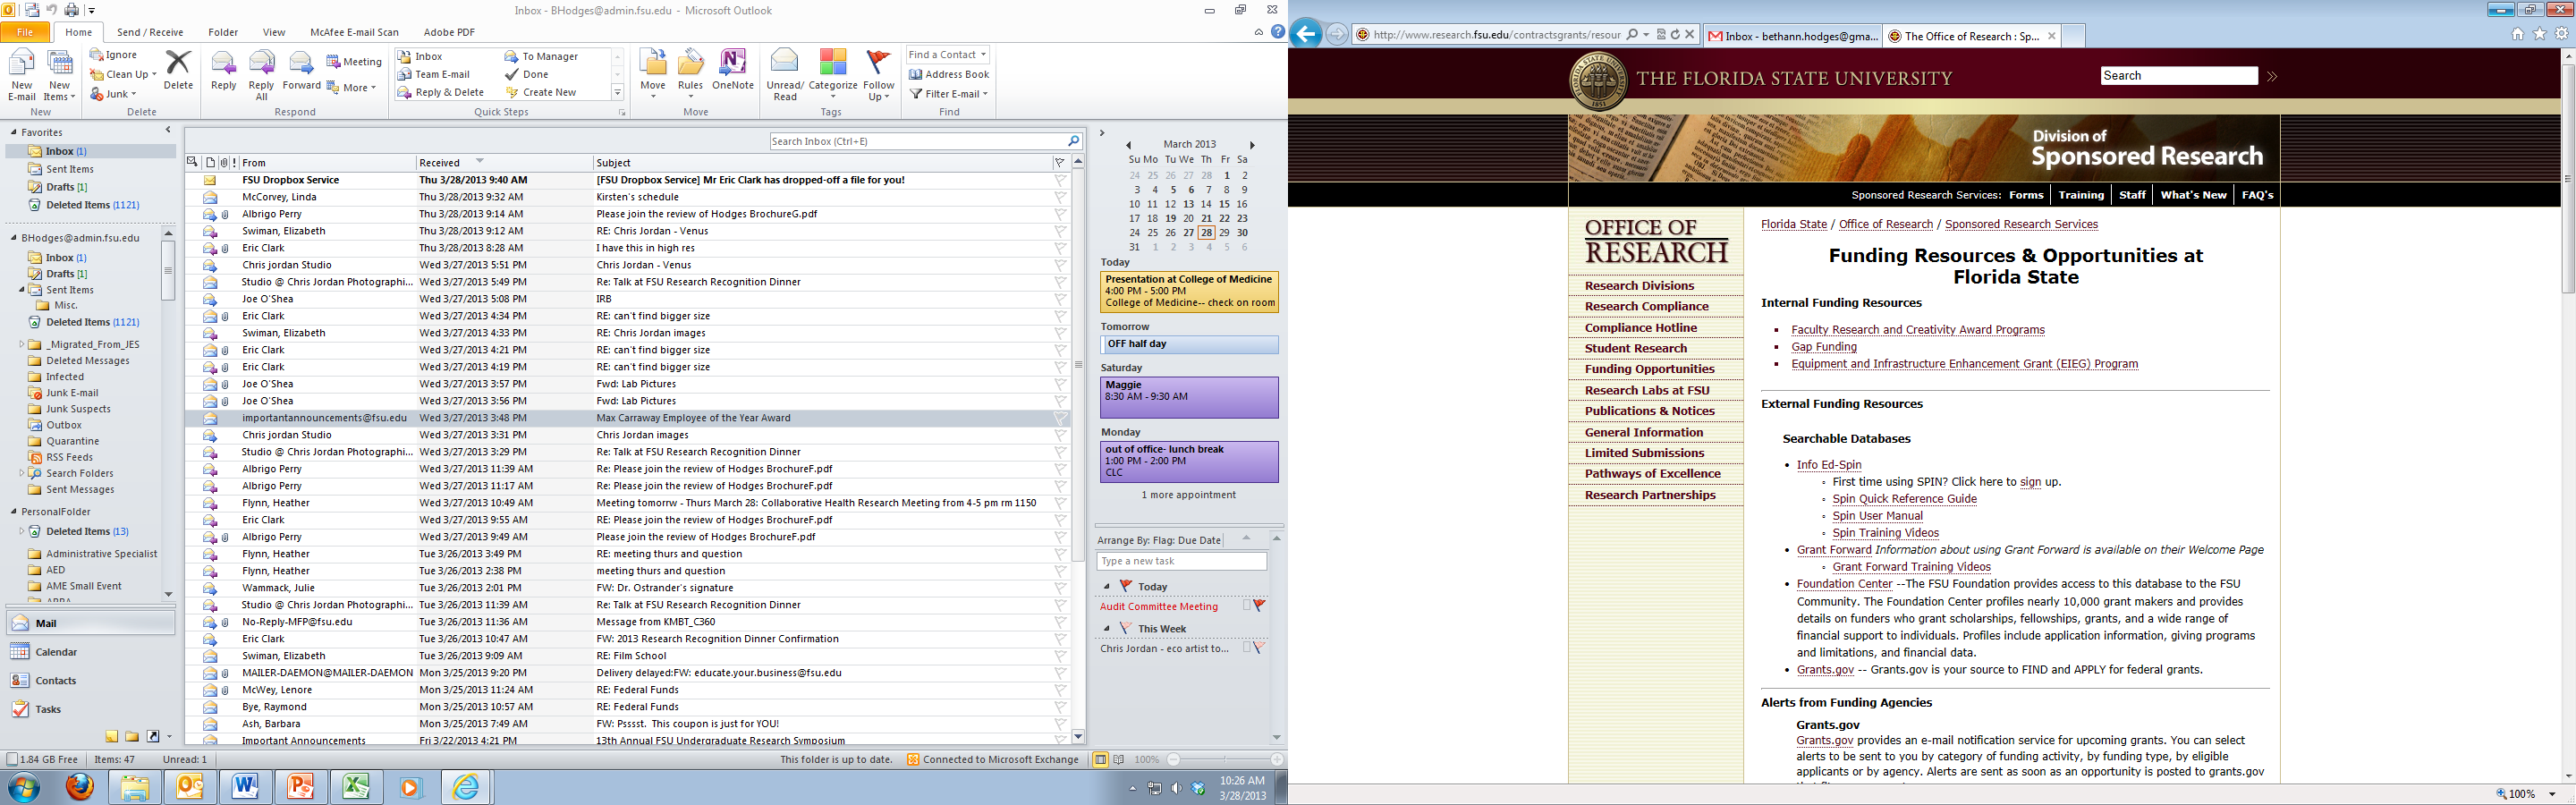 Inbox - BHodges@admin.fsu.edu - Microsoft Outlook
File Home Send / Receive Folder View McAfee E-mail Scan Adobe PDF
New E-mail
New Items
New
Ignore
Clean Up
Junk
Delete
Delete
Reply
Reply All
Forward
Meeting
More
Respond
Inbox
Team E-mail
Reply & Delete
To Manager
Done
Create New
Quick Steps
Move
Rules
OneNote
Move
Unread/ Read
Categorize
Follow Up
Tags
Find a Contact
Address Book
Filter E-mail
Find
Favorites
Inbox (1)
Sent Items
Drafts [1]
Deleted Items (1121)
BHodges@admin.fsu.edu
Inbox (1)
Drafts [1]
Sent Items
Misc.
Deleted Items (1121)
_Migrated_From_JES
Deleted Messages
Infected
Junk E-mail
Junk Suspects
Outbox
Quarantine
RSS Feeds
Search Folders
Sent Messages
PersonalFolder
Deleted Items (13)
Administrative Specialist
AED
AME Small Event
Mail
Calendar
Contacts
Tasks
Search Inbox (Ctrl+E)
From Received Subject
FSU Dropbox Service Thu 3/28/2013 9:40 AM [FSU Dropbox Service] Mr Eric Clark has dropped-off a file for you!
McCorvey, Linda Thu 3/28/2013 9:32 AM Kirsten's schedule
Albrigo Perry Thu 3/28/2013 9:14 AM Please join the review of Hodges BrochureG.pdf
Swiman, Elizabeth Thu 3/28/2013 9:12 AM RE: Chris Jordan - Venus
Eric Clark Thu 3/28/2013 8:28 AM I have this in high res
Chris jordan Studio Wed 3/27/2013 5:51 PM Chris Jordan - Venus
Studio @ Chris Jordan Photographi... Wed 3/27/2013 5:49 PM Re: Talk at FSU Research Recognition Dinner
Joe O'Shea Wed 3/27/2013 5:08 PM IRB
Eric Clark Wed 3/27/2013 4:34 PM RE: can't find bigger size
Swiman, Elizabeth Wed 3/27/2013 4:33 PM RE: Chris Jordan images
Eric Clark Wed 3/27/2013 4:21 PM RE: can't find bigger size
Eric Clark Wed 3/27/2013 4:19 PM RE: can't find bigger size
Joe O'Shea Wed 3/27/2013 3:57 PM Fwd: Lab Pictures
Joe O'Shea Wed 3/27/2013 3:56 PM Fwd: Lab Pictures
importantannouncements@fsu.edu Wed 3/27/2013 3:48 PM Max Carraway Employee of the Year Award
Chris jordan Studio Wed 3/27/2013 3:31 PM Chris Jordan images
Studio @ Chris Jordan Photographi... Wed 3/27/2013 3:29 PM Re: Talk at FSU Research Recognition Dinner
Albrigo Perry Wed 3/27/2013 11:39 AM Re: Please join the review of Hodges BrochureF.pdf
Albrigo Perry Wed 3/27/2013 11:17 AM Re: Please join the review of Hodges BrochureF.pdf
Flynn, Heather Wed 3/27/2013 10:49 AM Meeting tomorrw - Thurs March 28: Collaborative Health Research Meeting from 4-5 pm rm 1150
Eric Clark Wed 3/27/2013 9:55 AM RE: Please join the review of Hodges BrochureF.pdf
Albrigo Perry Wed 3/27/2013 9:49 AM Please join the review of Hodges BrochureF.pdf
Flynn, Heather Tue 3/26/2013 3:49 PM RE: meeting thurs and question
Flynn, Heather Tue 3/26/2013 2:38 PM meeting thurs and question
Wammack, Julie Tue 3/26/2013 2:01 PM FW: Dr. Ostrander's signature
Studio @ Chris Jordan Photographi... Tue 3/26/2013 11:39 AM Re: Talk at FSU Research Recognition Dinner
No-Reply-MFP@fsu.edu Tue 3/26/2013 11:36 AM Message from KMBT_C360
Eric Clark Tue 3/26/2013 10:47 AM FW: 2013 Research Recognition Dinner Confirmation
Swiman, Elizabeth Tue 3/26/2013 9:09 AM RE: Film School
MAILER-DAEMON@MAILER-DAEMON Mon 3/25/2013 9:20 PM Delivery delayed:FW: educate.your.business@fsu.edu
McWey, Lenore Mon 3/25/2013 11:24 AM RE: Federal Funds
Bye, Raymond Mon 3/25/2013 10:57 AM RE: Federal Funds
Ash, Barbara Mon 3/25/2013 7:49 AM FW: Psssst. This coupon is just for YOU!
Important Announcements Fri 3/22/2013 4:21 PM 13th Annual FSU Undergraduate Research Symposium
March 2013
Su Mo Tu We Th Fr Sa
24 25 26 27 28 1 2
3 4 5 6 7 8 9
10 11 12 13 14 15 16
17 18 19 20 21 22 23
24 25 26 27 28 29 30
31 1 2 3 4 5 6
Today
Presentation at College of Medicine
4:00 PM - 5:00 PM
College of Medicine-- check on room
Tomorrow
OFF half day
Saturday
Maggie
8:30 AM - 9:30 AM
Monday
out of office- lunch break
1:00 PM - 2:00 PM
CLC
1 more appointment
Arrange By: Flag: Due Date
Type a new task
Today
Audit Committee Meeting
This Week
Chris Jordan - eco artist to...
1.84 GB Free Items: 47 Unread: 1 This folder is up to date. Connected to Microsoft Exchange 100%
10:26 AM
3/28/2013
http://www.research.fsu.edu/contractsgrants/resour
Inbox - bethann.hodges@gma...
The Office of Research : Sp...
THE FLORIDA STATE UNIVERSITY
Search
Division of
Sponsored Research
Sponsored Research Services: Forms Training Staff What's New FAQ's
OFFICE OF
RESEARCH
Research Divisions
Research Compliance
Compliance Hotline
Student Research
Funding Opportunities
Research Labs at FSU
Publications & Notices
General Information
Limited Submissions
Pathways of Excellence
Research Partnerships
Florida State / Office of Research / Sponsored Research Services
Funding Resources & Opportunities at
Florida State
Internal Funding Resources
Faculty Research and Creativity Award Programs
Gap Funding
Equipment and Infrastructure Enhancement Grant (EIEG) Program
External Funding Resources
Searchable Databases
Info Ed-Spin
First time using SPIN? Click here to sign up.
Spin Quick Reference Guide
Spin User Manual
Spin Training Videos
Grant Forward Information about using Grant Forward is available on their Welcome Page
Grant Forward Training Videos
Foundation Center --The FSU Foundation provides access to this database to the FSU
Community. The Foundation Center profiles nearly 10,000 grant makers and provides
details on funders who grant scholarships, fellowships, grants, and a wide range of
financial support to individuals. Profiles include application information, giving programs
and limitations, and financial data.
Grants.gov -- Grants.gov is your source to FIND and APPLY for federal grants.
Alerts from Funding Agencies
Grants.gov
Grants.gov provides an e-mail notification service for upcoming grants. You can select
alerts to be sent to you by category of funding activity, by funding type, by eligible
applicants or by agency. Alerts are sent as soon as an opportunity is posted to grants.gov
100%